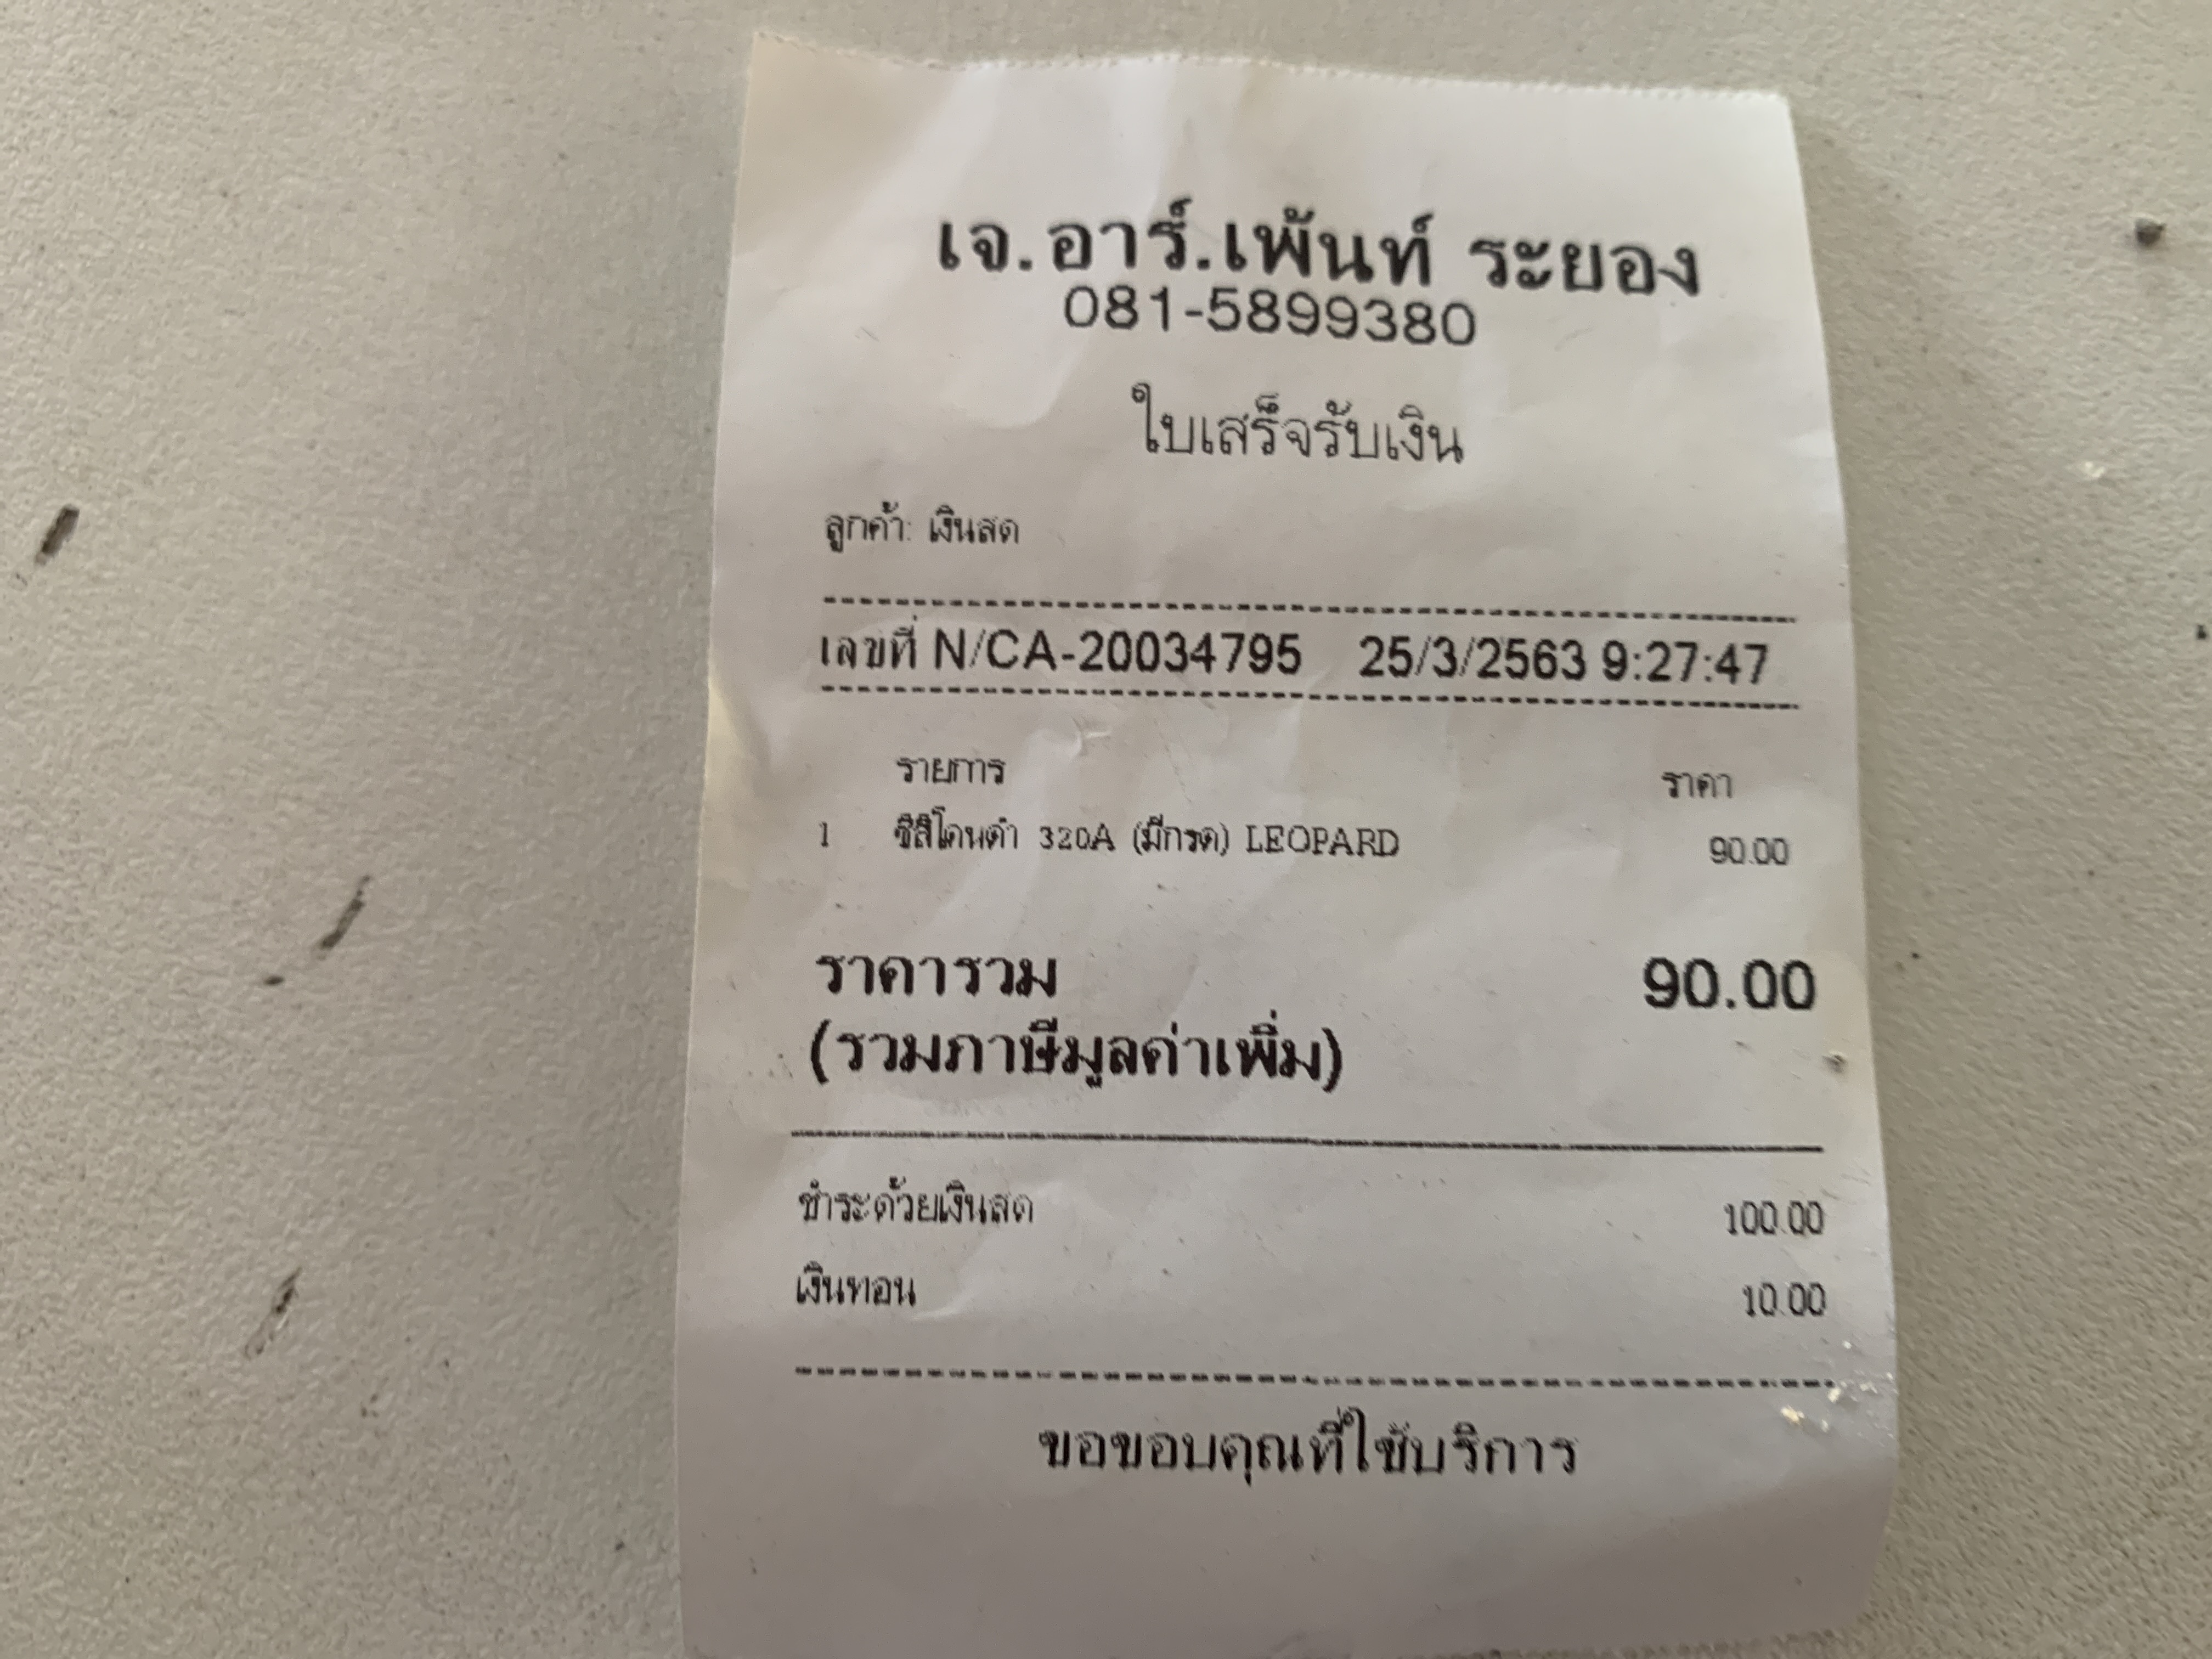 เจ.อาร์.เพ้นท์ ระยอง
081-5899380
ใบเสร็จรับเงิน
ลูกค้า: เงินสด
เลขที่ N/CA-20034795 25/3/2563 9:27:47
รายการ ราคา
1 ซิลิโคนดำ 320A (มีกรด) LEOPARD 90.00
ราคารวม 90.00
(รวมภาษีมูลค่าเพิ่ม)
ชำระด้วยเงินสด 100.00
เงินทอน 10.00
ขอขอบคุณที่ใช้บริการ